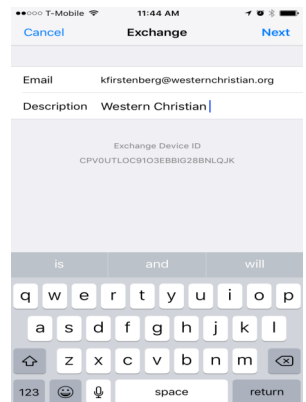 T-Mobile 11:44 AM
Cancel Exchange Next
Email kfirstenberg@westernchristian.org
Description Western Christian
Exchange Device ID
CPV0UTLOC91O3EBBIG28BNLQJK
is and will
q w e r t y u i o p
a s d f g h j k l
z x c v b n m
123 space return